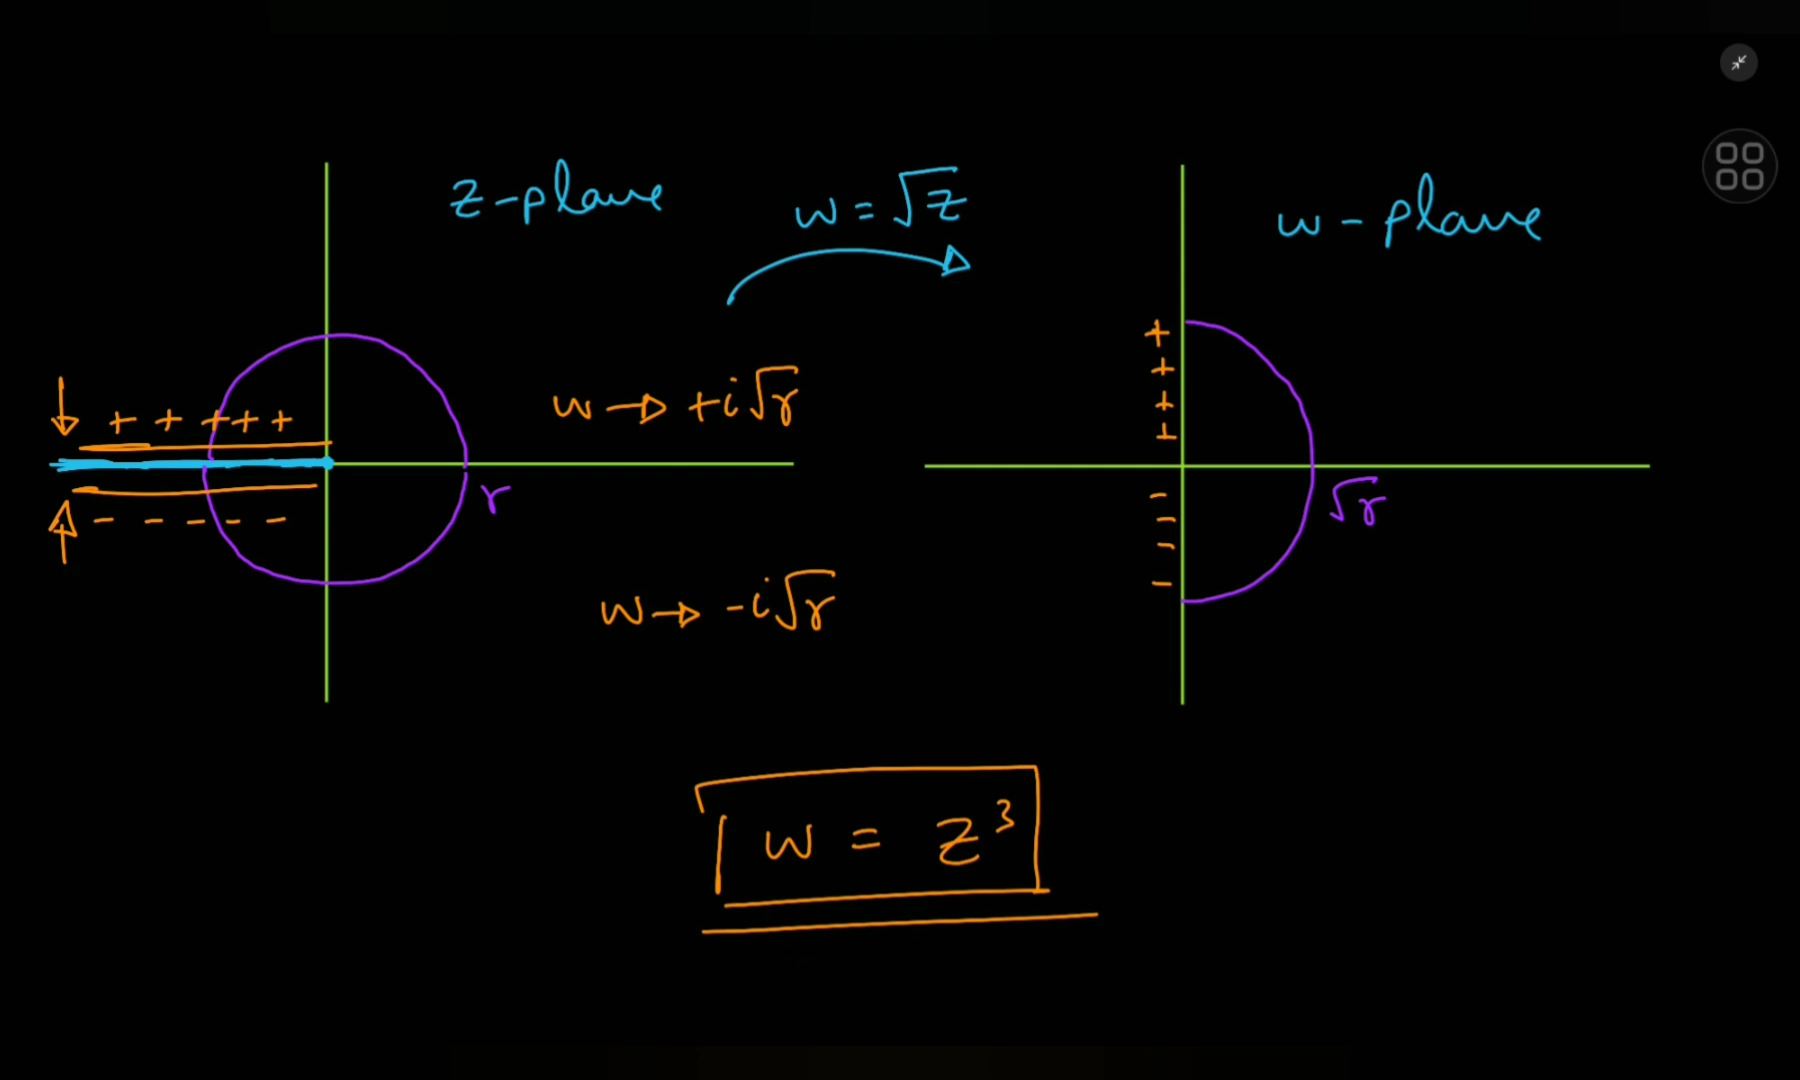 z-plane
w = √z
w - plane
w → +i√r
+ + + + +
- - - - -
r
+
+
+
+
-
-
-
-
√r
w → -i√r
w = z³